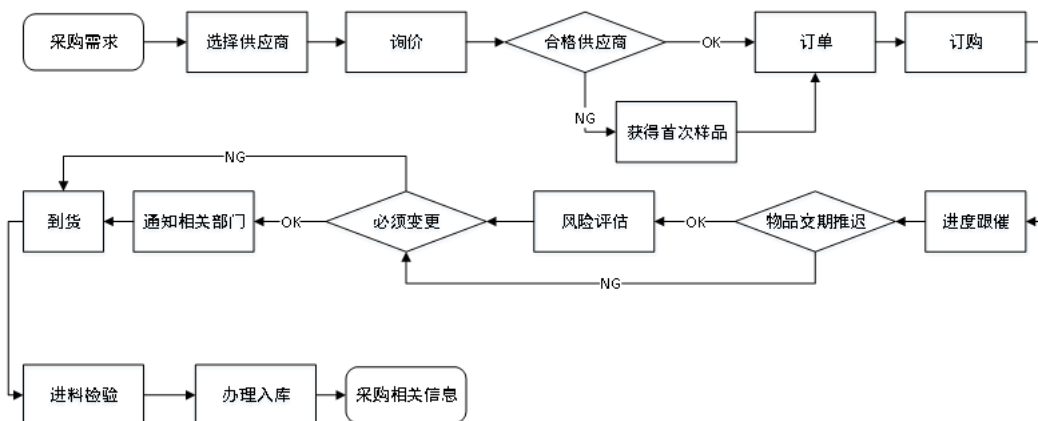 采购需求
选择供应商
询价
合格供应商
OK
订单
订购
NG
获得首次样品
NG
到货
通知相关部门
OK
必须变更
风险评估
OK
物品交期推迟
进度跟催
NG
进料检验
办理入库
采购相关信息